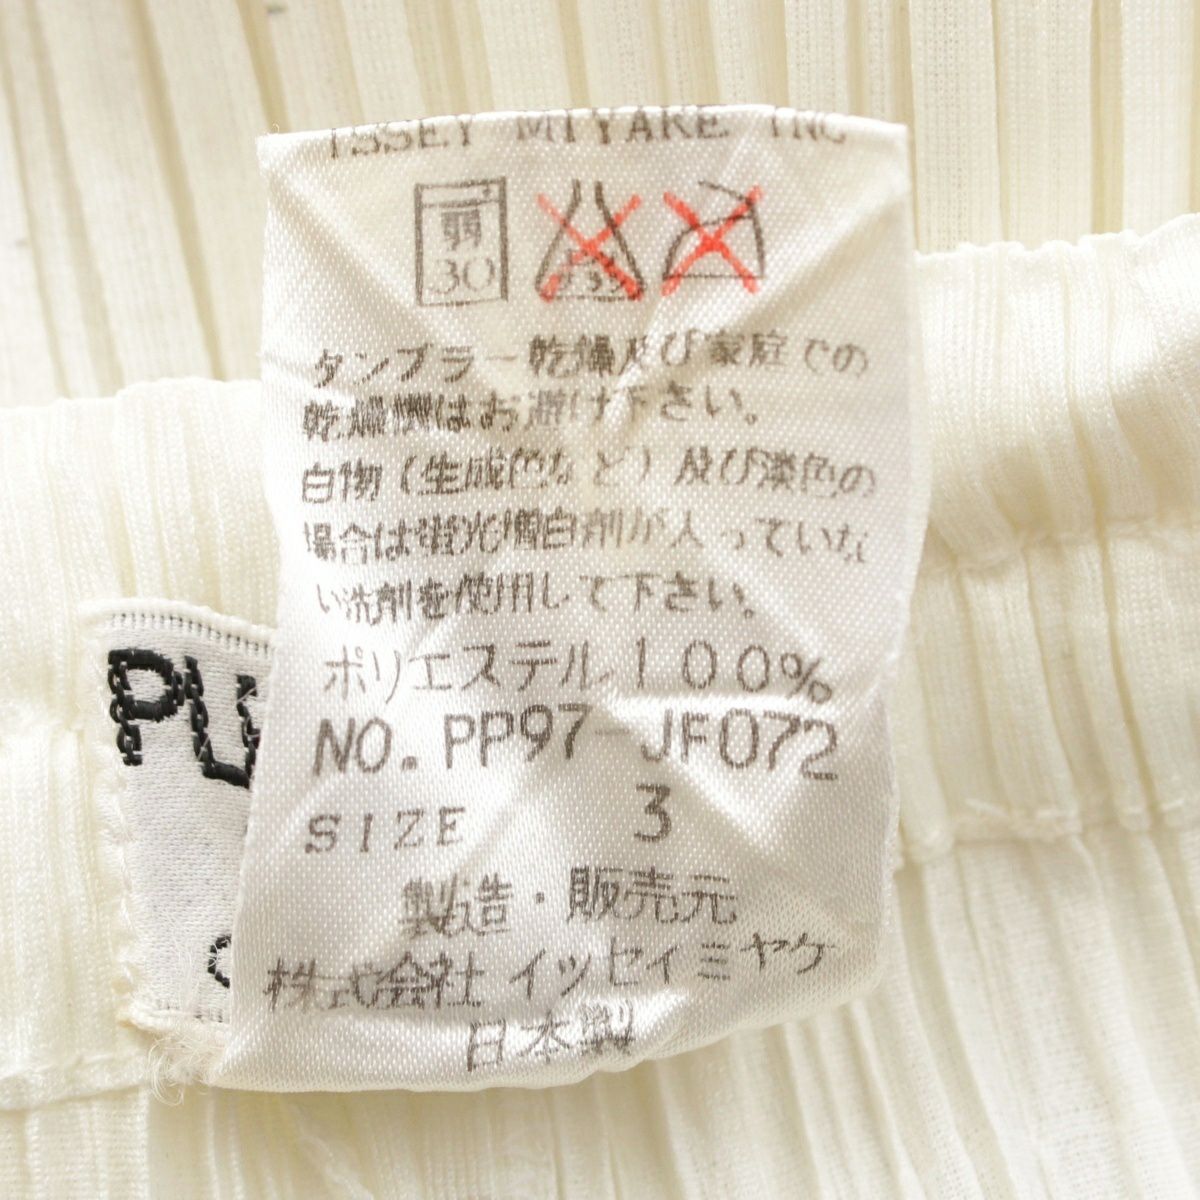 ISSEY MIYAKE INC
弱
30
タンブラー乾燥及び家庭での
乾燥機はお避け下さい。
白物(生成色など)及び淡色の
場合は蛍光増白剤が入っていな
い洗剤を使用して下さい。
ポリエステル 100%
NO. PP97-JF072
SIZE 3
製造・販売元
株式会社 イッセイミヤケ
日本製